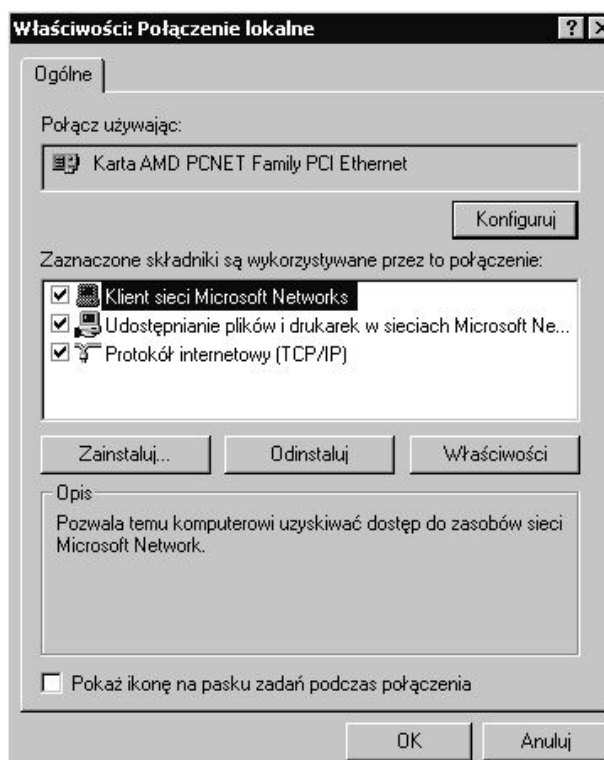 Właściwości: Połączenie lokalne
Ogólne
Połącz używając:
Karta AMD PCNET Family PCI Ethernet
Konfiguruj
Zaznaczone składniki są wykorzystywane przez to połączenie:
Klient sieci Microsoft Networks
Udostępnianie plików i drukarek w sieciach Microsoft Ne...
Protokół internetowy (TCP/IP)
Zainstaluj... Odinstaluj Właściwości
Opis
Pozwala temu komputerowi uzyskiwać dostęp do zasobów sieci
Microsoft Network.
Pokaż ikonę na pasku zadań podczas połączenia
OK Anuluj